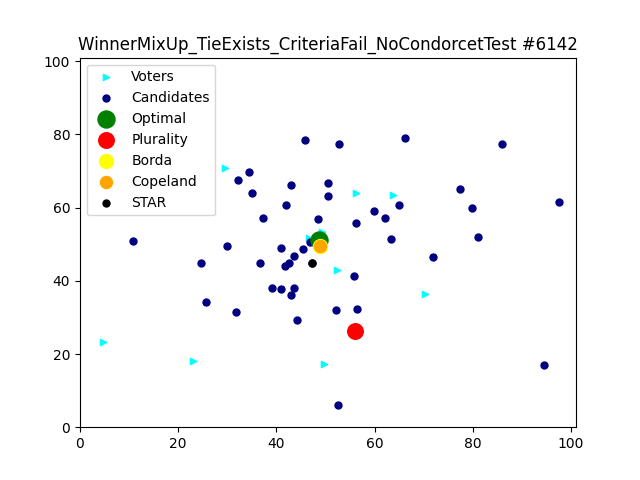 WinnerMixUp_TieExists_CriteriaFail_NoCondorcetTest #6142
Voters
Candidates
Optimal
Plurality
Borda
Copeland
STAR
100
80
60
40
20
0
0 20 40 60 80 100